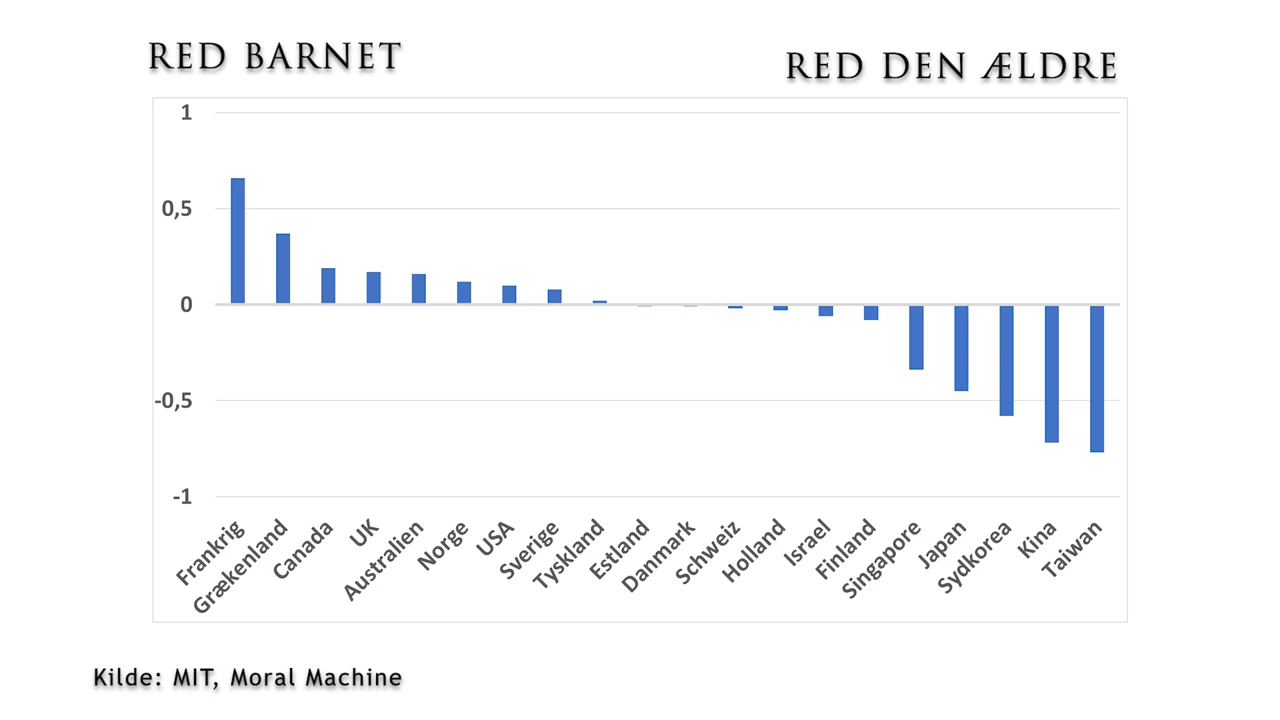 RED BARNET
RED DEN ÆLDRE
1
0,5
0
-0,5
-1
Frankrig
Grækenland
Canada
UK
Australien
Norge
USA
Sverige
Tyskland
Estland
Danmark
Schweiz
Holland
Israel
Finland
Singapore
Japan
Sydkorea
Kina
Taiwan
Kilde: MIT, Moral Machine